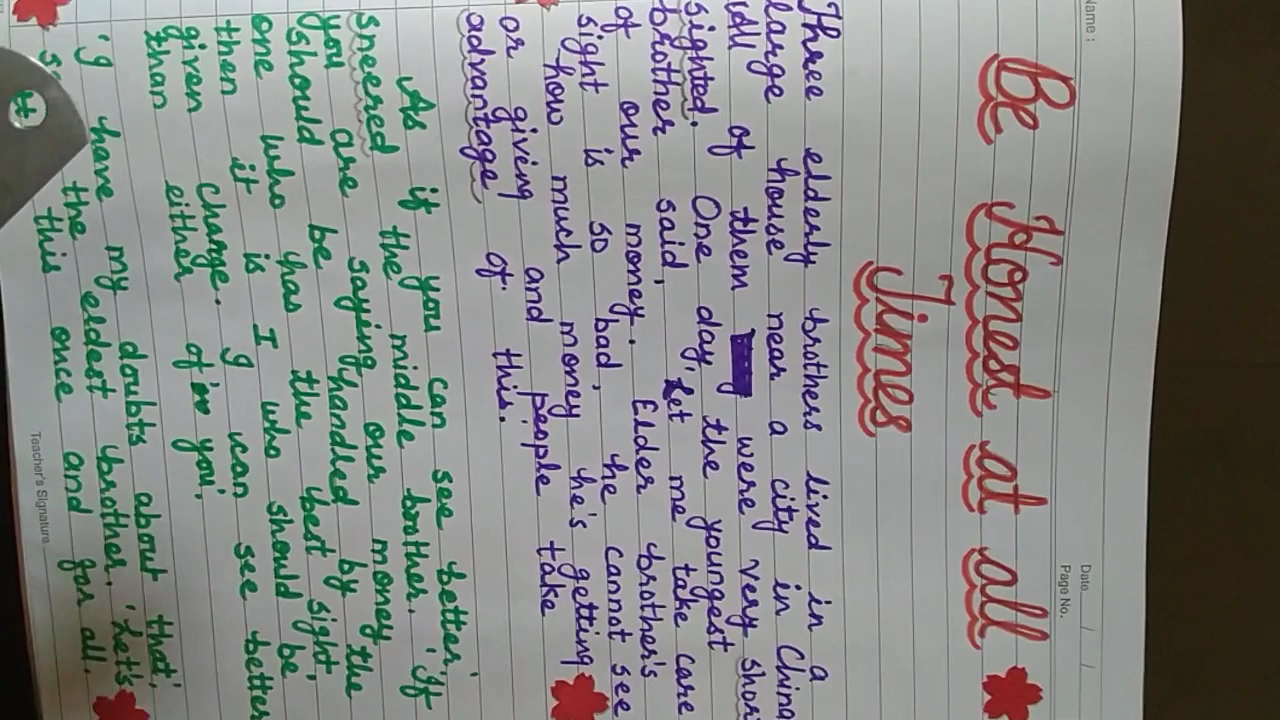 Name :
Date / /
Page No.
Be Honest at all
Times
Three elderly brothers lived in a
large house near a city in China
all of them were very short
sighted. One day, the youngest
brother said, 'Let me take care
of our money. Elder brother's
sight is so bad, he cannot see
how much money he's getting
or giving and people take
advantage of this.'
As if you can see better,'
sneered the middle brother. 'if
you are saying our money
should be handled by the
one who has the best sight,
then it is I who should be
given charge. I can see better
than either of you'.
'I have my doubts about that',
the eldest brother. 'Let's
this once and for all.
Teacher's Signature